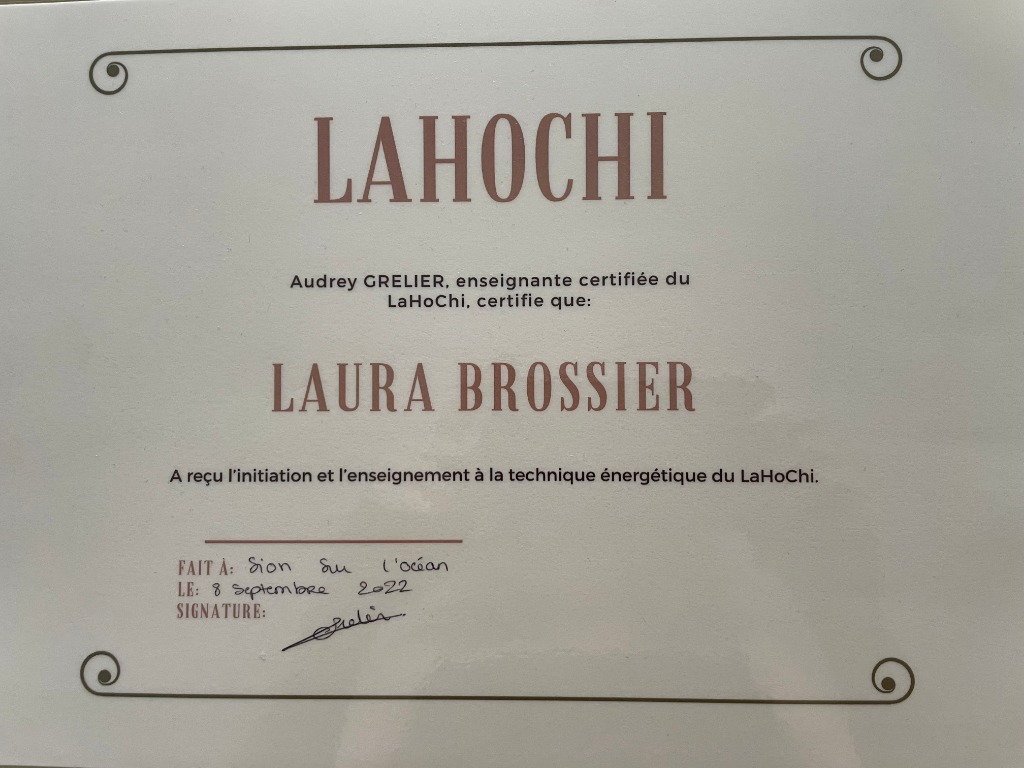 LAHOCHI
Audrey GRELIER, enseignante certifiée du
LaHoChi, certifie que:
LAURA BROSSIER
A reçu l'initiation et l'enseignement à la technique énergétique du LaHoChi.
FAIT À: Sion sur l'océan
LE: 8 Septembre 2022
SIGNATURE: Grelier